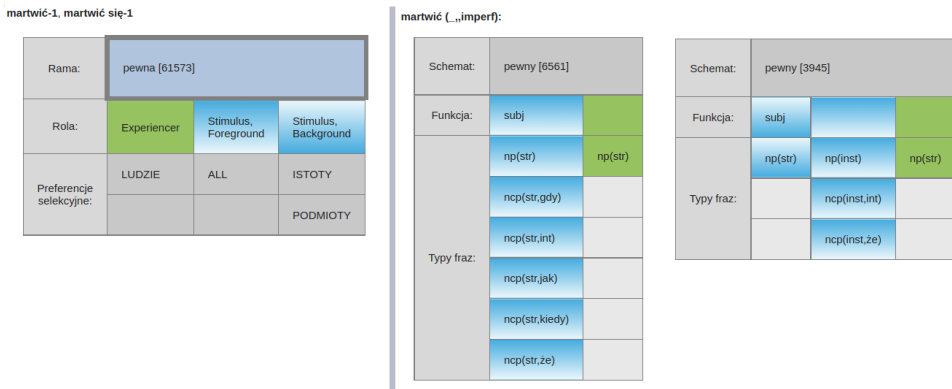 martwić-1, martwić się-1
Rama: pewna [61573]
Rola: Experiencer Stimulus, Foreground Stimulus, Background
Preferencje selekcyjne: LUDZIE ALL ISTOTY
PODMIOTY
martwić (_,,imperf):
Schemat: pewny [6561]
Funkcja: subj
Typy fraz: np(str) np(str)
ncp(str,gdy)
ncp(str,int)
ncp(str,jak)
ncp(str,kiedy)
ncp(str,że)
Schemat: pewny [3945]
Funkcja: subj
Typy fraz: np(str) np(inst) np(str)
ncp(inst,int)
ncp(inst,że)